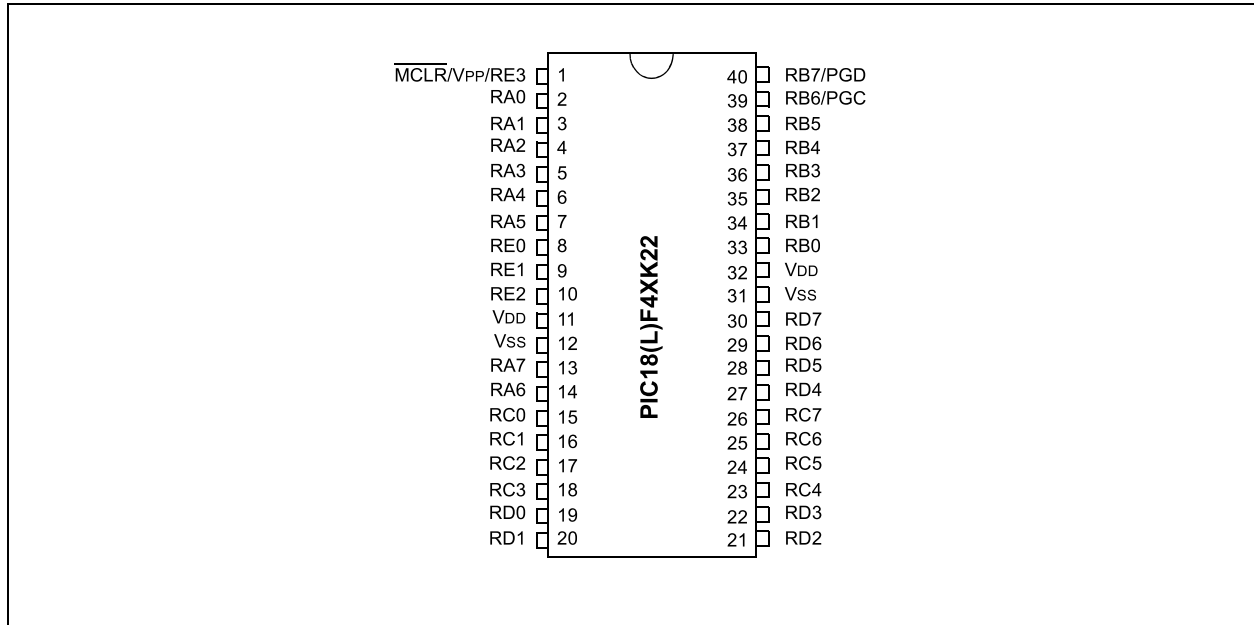 MCLR/VPP/RE3 1 40 RB7/PGD
RA0 2 39 RB6/PGC
RA1 3 38 RB5
RA2 4 37 RB4
RA3 5 36 RB3
RA4 6 35 RB2
RA5 7 34 RB1
RE0 8 33 RB0
RE1 9 32 VDD
RE2 10 31 VSS
VDD 11 30 RD7
VSS 12 29 RD6
RA7 13 28 RD5
RA6 14 27 RD4
RC0 15 26 RC7
RC1 16 25 RC6
RC2 17 24 RC5
RC3 18 23 RC4
RD0 19 22 RD3
RD1 20 21 RD2
PIC18(L)F4XK22